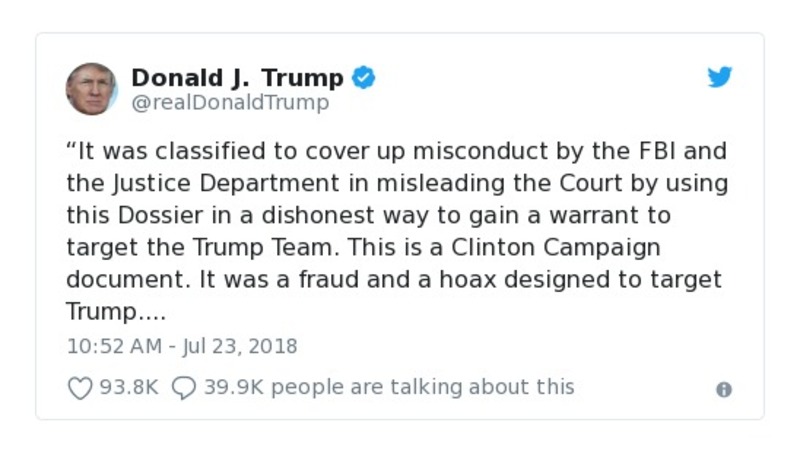 Donald J. Trump
@realDonaldTrump
“It was classified to cover up misconduct by the FBI and
the Justice Department in misleading the Court by using
this Dossier in a dishonest way to gain a warrant to
target the Trump Team. This is a Clinton Campaign
document. It was a fraud and a hoax designed to target
Trump....
10:52 AM - Jul 23, 2018
93.8K 39.9K people are talking about this